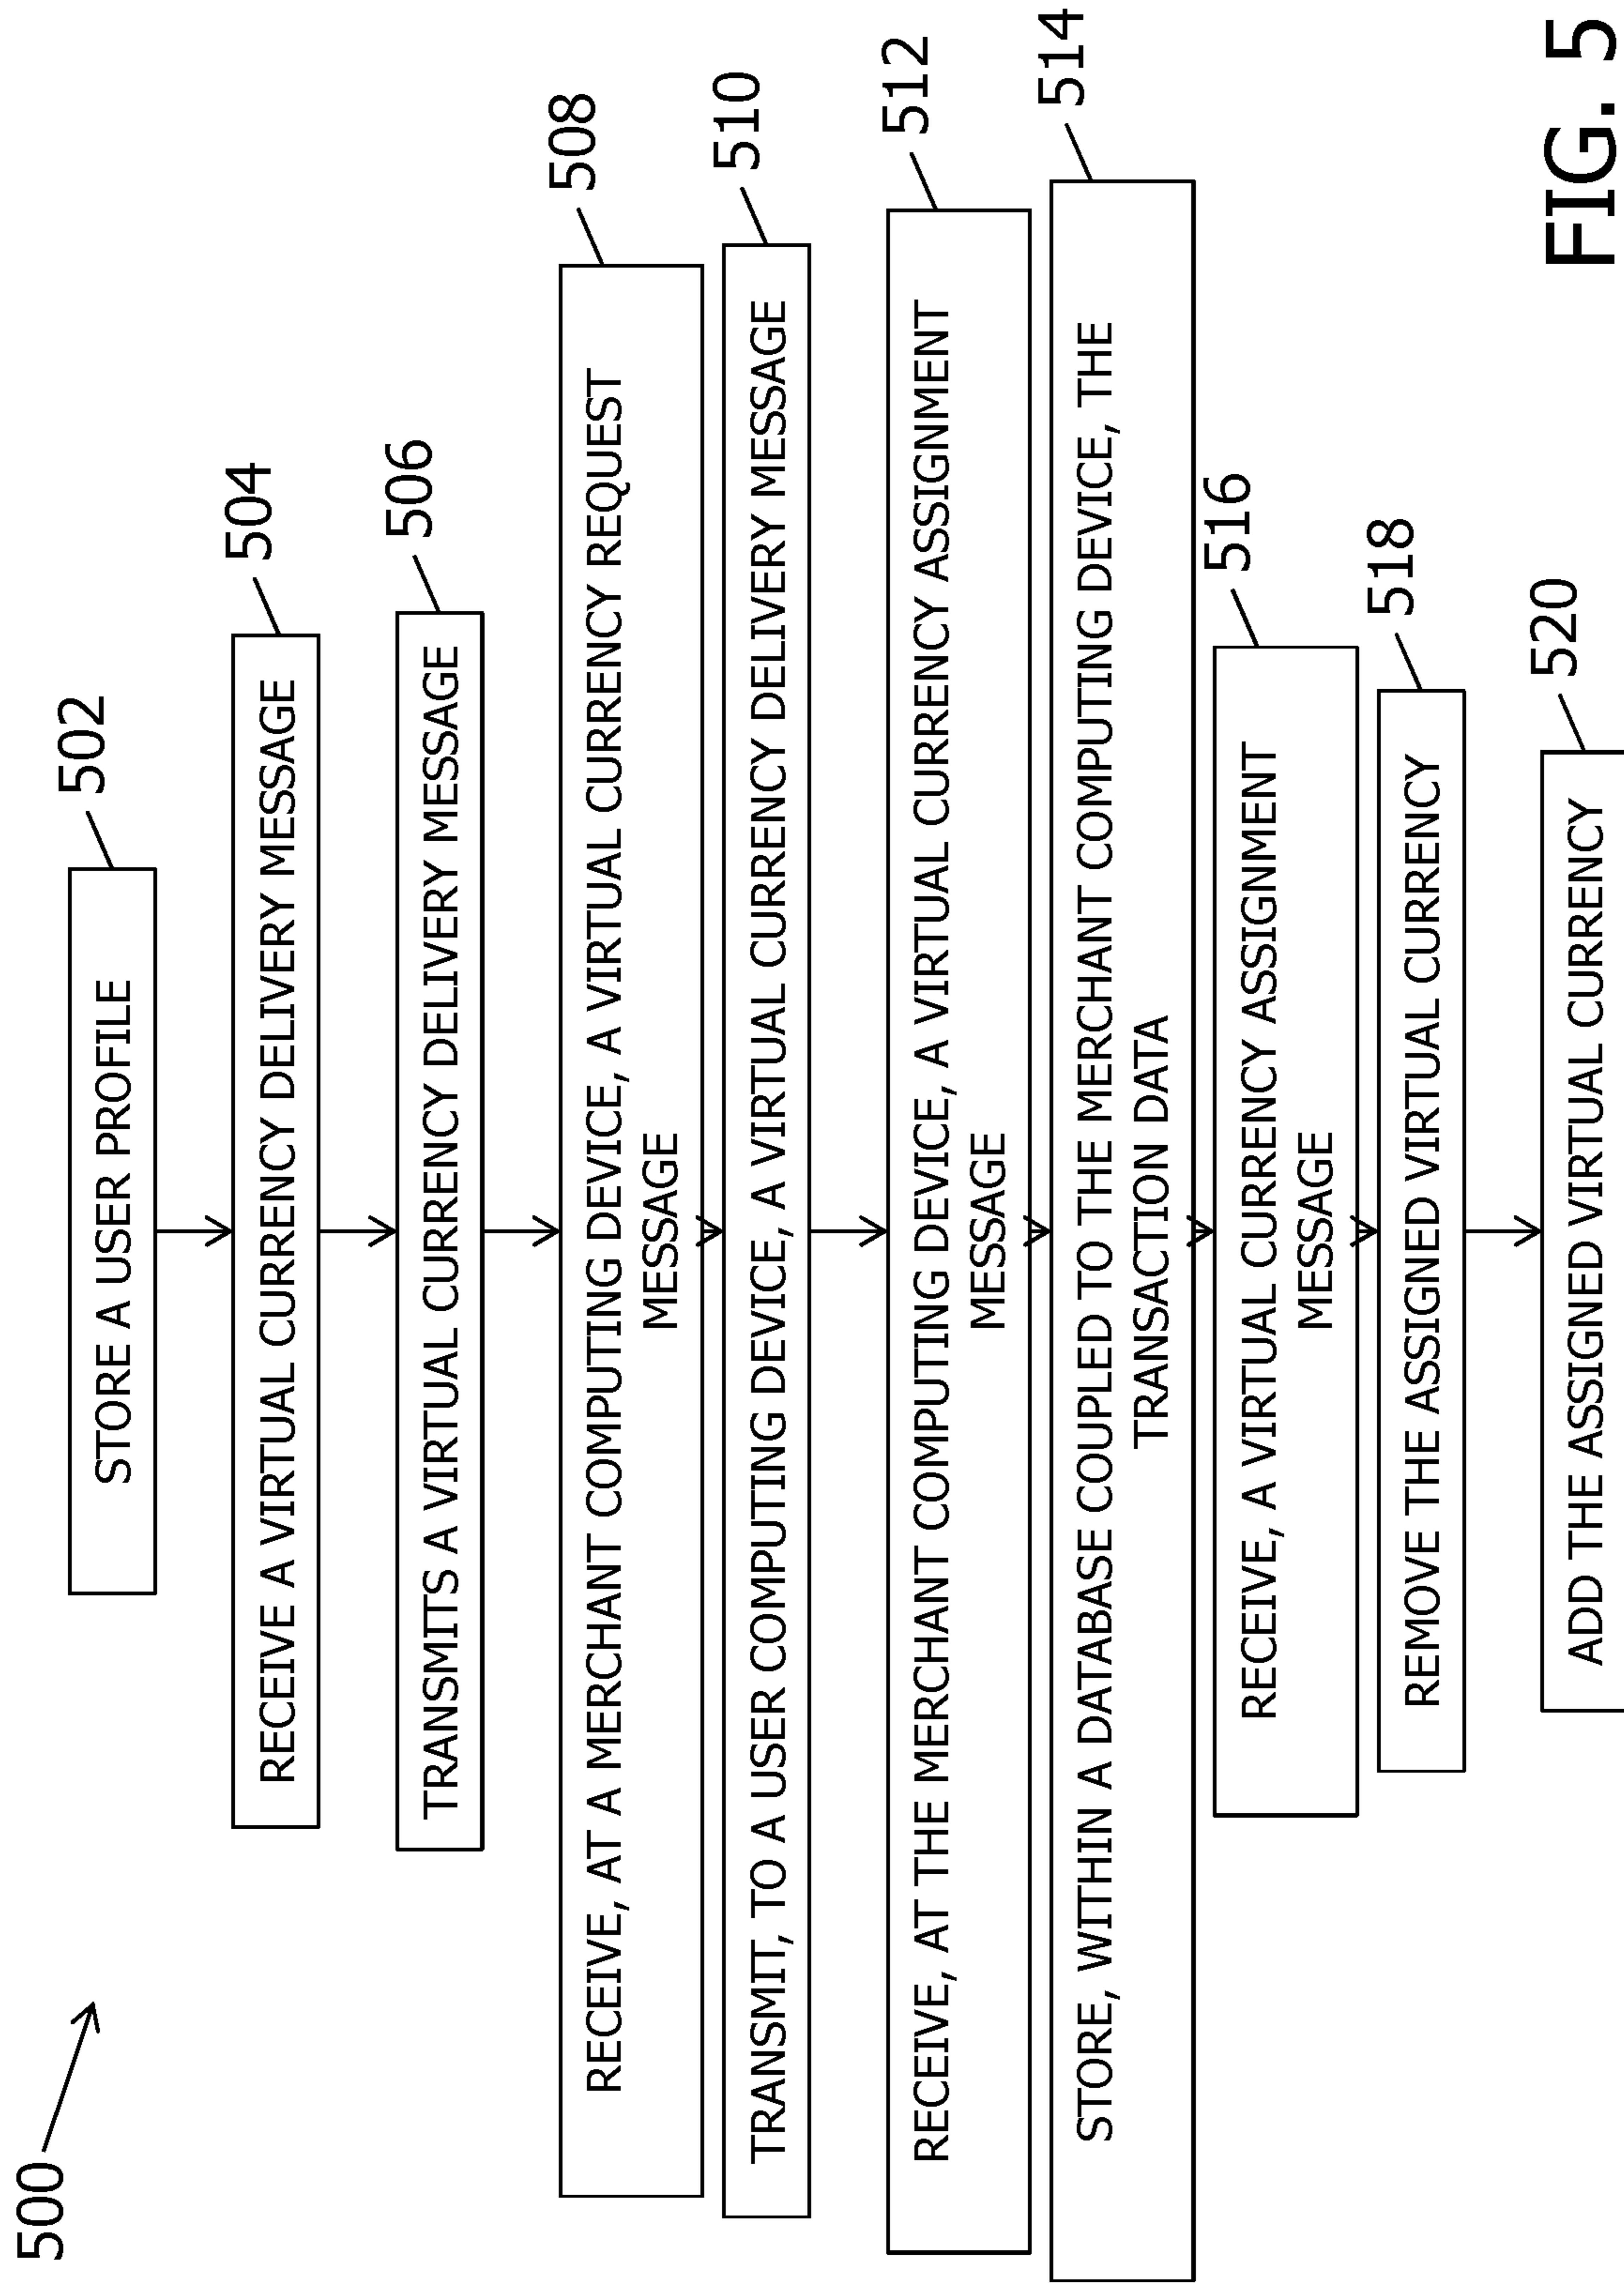 500
STORE A USER PROFILE
502
RECEIVE A VIRTUAL CURRENCY DELIVERY MESSAGE
504
TRANSMITS A VIRTUAL CURRENCY DELIVERY MESSAGE
506
RECEIVE, AT A MERCHANT COMPUTING DEVICE, A VIRTUAL CURRENCY REQUEST
MESSAGE
508
TRANSMIT, TO A USER COMPUTING DEVICE, A VIRTUAL CURRENCY DELIVERY MESSAGE
510
RECEIVE, AT THE MERCHANT COMPUTING DEVICE, A VIRTUAL CURRENCY ASSIGNMENT
MESSAGE
512
STORE, WITHIN A DATABASE COUPLED TO THE MERCHANT COMPUTING DEVICE, THE
TRANSACTION DATA
514
RECEIVE, A VIRTUAL CURRENCY ASSIGNMENT
MESSAGE
516
REMOVE THE ASSIGNED VIRTUAL CURRENCY
518
ADD THE ASSIGNED VIRTUAL CURRENCY
520
FIG. 5